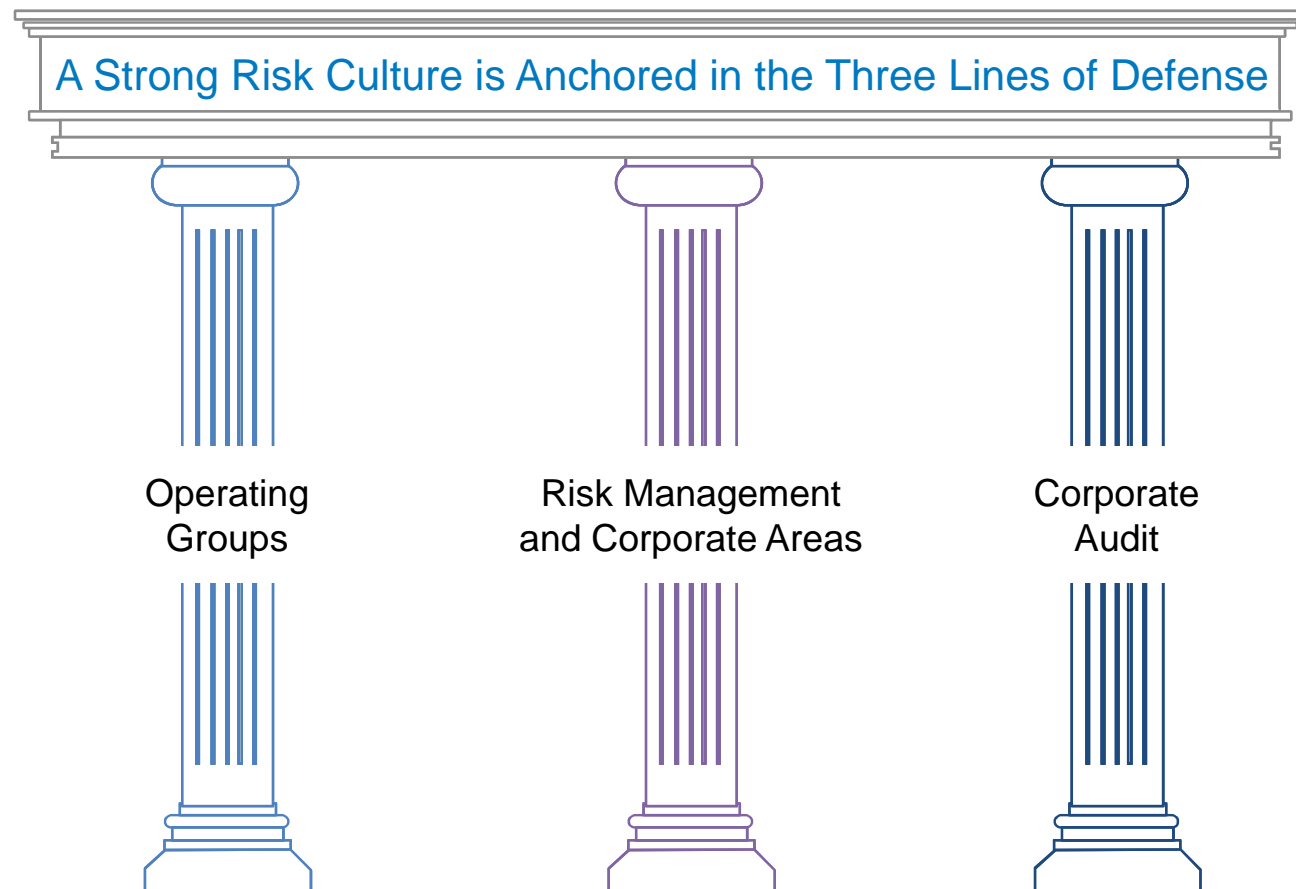 A Strong Risk Culture is Anchored in the Three Lines of Defense
Operating
Groups
Risk Management
and Corporate Areas
Corporate
Audit